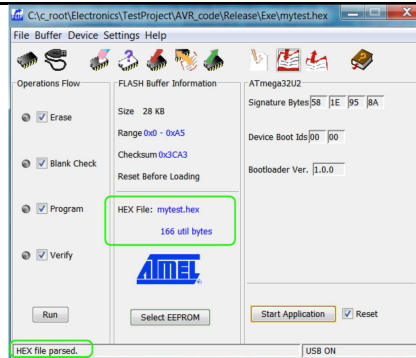 C:\c_root\Electronics\TestProject\AVR_code\Release\Exe\mytest.hex
File Buffer Device Settings Help
Operations Flow
Erase
Blank Check
Program
Verify
Run
FLASH Buffer Information
Size 28 KB
Range 0x0 - 0xA5
Checksum 0x3CA3
Reset Before Loading
HEX File: mytest.hex
166 util bytes
ATMEL
Select EEPROM
ATmega32U2
Signature Bytes 58 1E 95 8A
Device Boot Ids 00 00
Bootloader Ver. 1.0.0
Start Application Reset
HEX file parsed.
USB ON